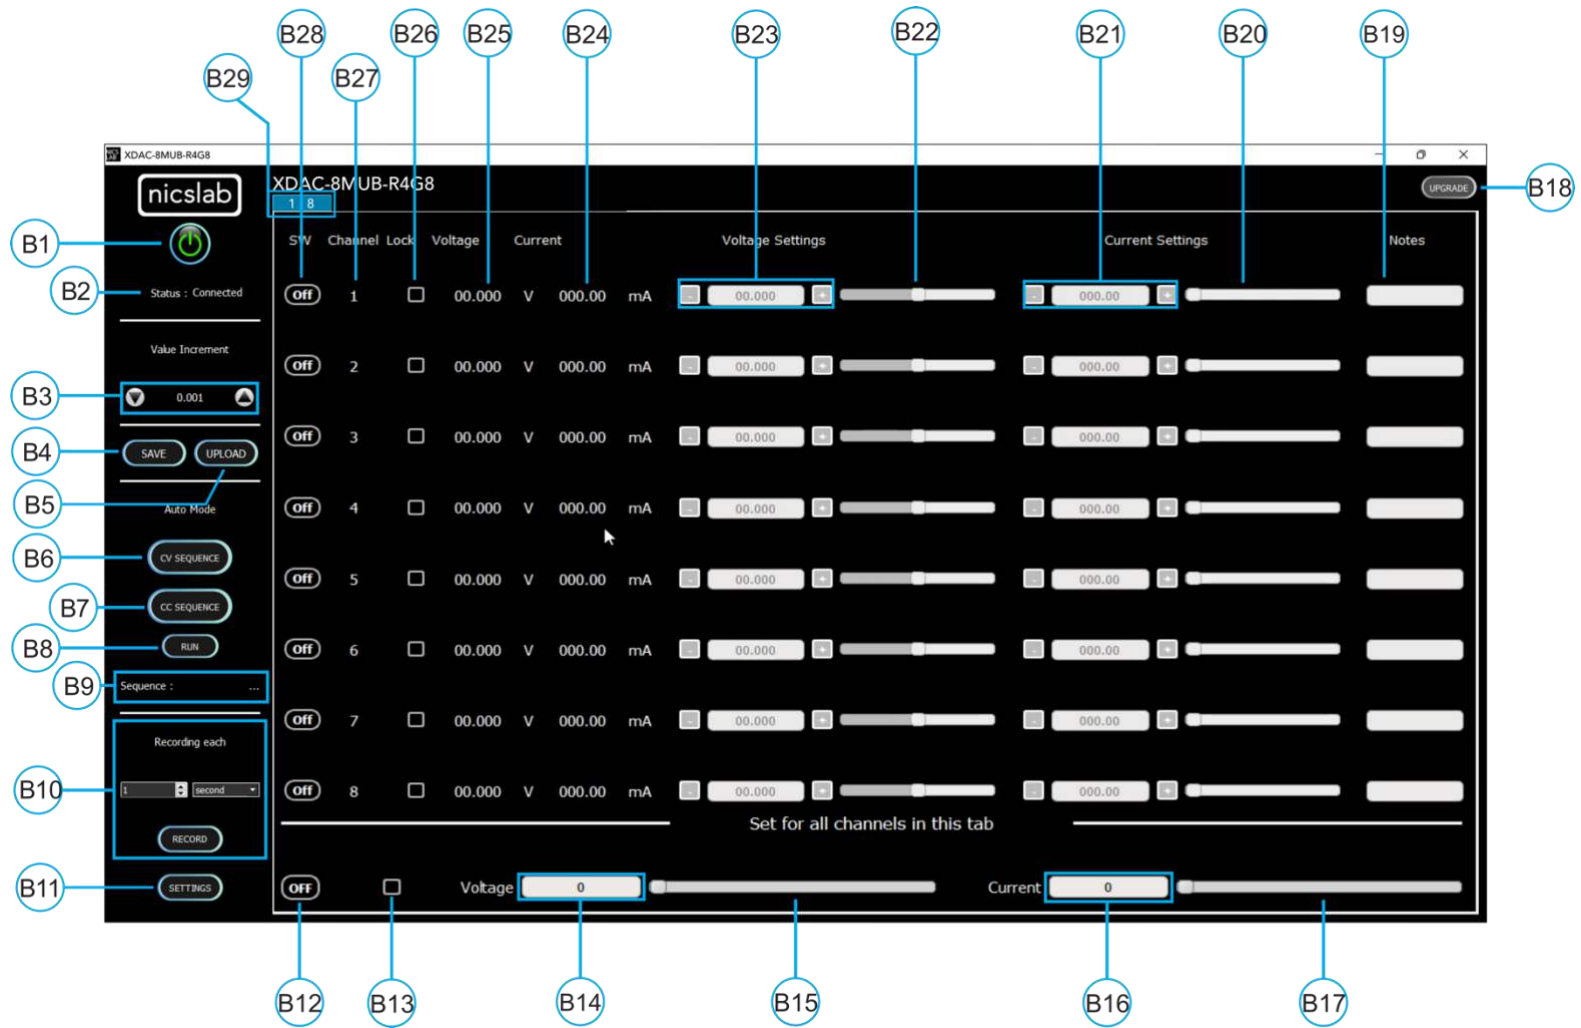 B28 B26 B25 B24 B23 B22 B21 B20 B19
B29 B27
XDAC-8MUB-R4G8
nicslab
XDAC-8MUB-R4G8
1 8
UPGRADE
B18
B1
SW Channel Lock Voltage Current Voltage Settings Current Settings Notes
B2
Status : Connected
Off 1 00.000 V 000.00 mA - 00.000 + - 000.00 +
Value Increment
Off 2 00.000 V 000.00 mA - 00.000 + - 000.00 +
B3
0.001
Off 3 00.000 V 000.00 mA - 00.000 + - 000.00 +
B4
SAVE UPLOAD
B5
Auto Mode
Off 4 00.000 V 000.00 mA - 00.000 + - 000.00 +
B6
CV SEQUENCE
Off 5 00.000 V 000.00 mA - 00.000 + - 000.00 +
B7
CC SEQUENCE
B8
RUN
Off 6 00.000 V 000.00 mA - 00.000 + - 000.00 +
B9
Sequence : ...
Off 7 00.000 V 000.00 mA - 00.000 + - 000.00 +
Recording each
B10
1 second
Off 8 00.000 V 000.00 mA - 00.000 + - 000.00 +
Set for all channels in this tab
RECORD
B11
SETTINGS
OFF Voltage 0 Current 0
B12 B13 B14 B15 B16 B17